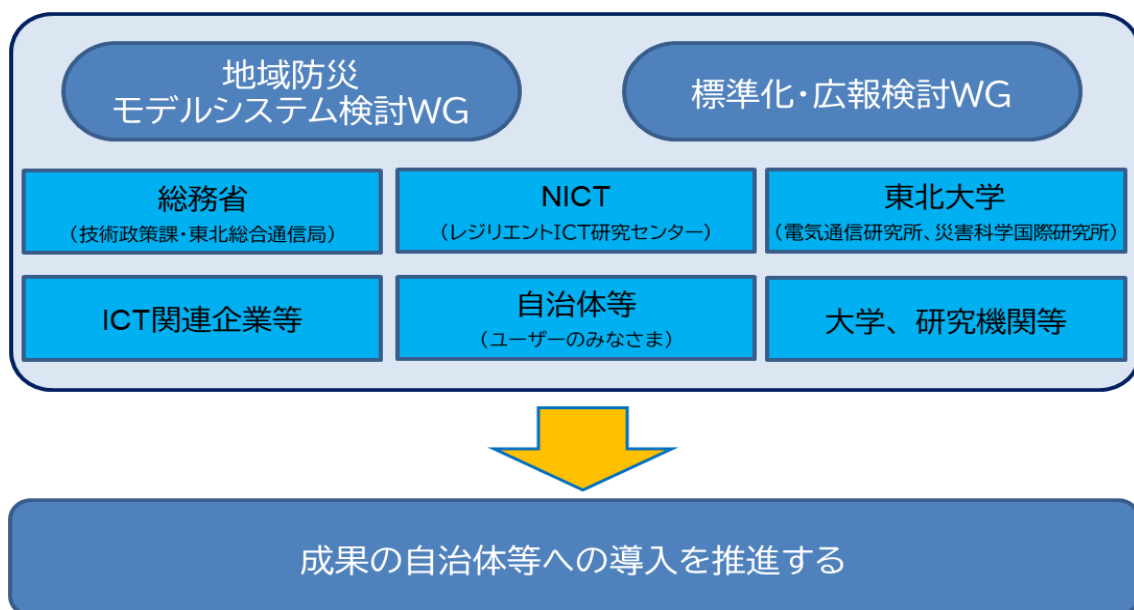 地域防災
モデルシステム検討WG
標準化・広報検討WG
総務省
（技術政策課・東北総合通信局）
NICT
（レジリエントICT研究センター）
東北大学
（電気通信研究所、災害科学国際研究所）
ICT関連企業等
自治体等
（ユーザーのみなさま）
大学、研究機関等
成果の自治体等への導入を推進する